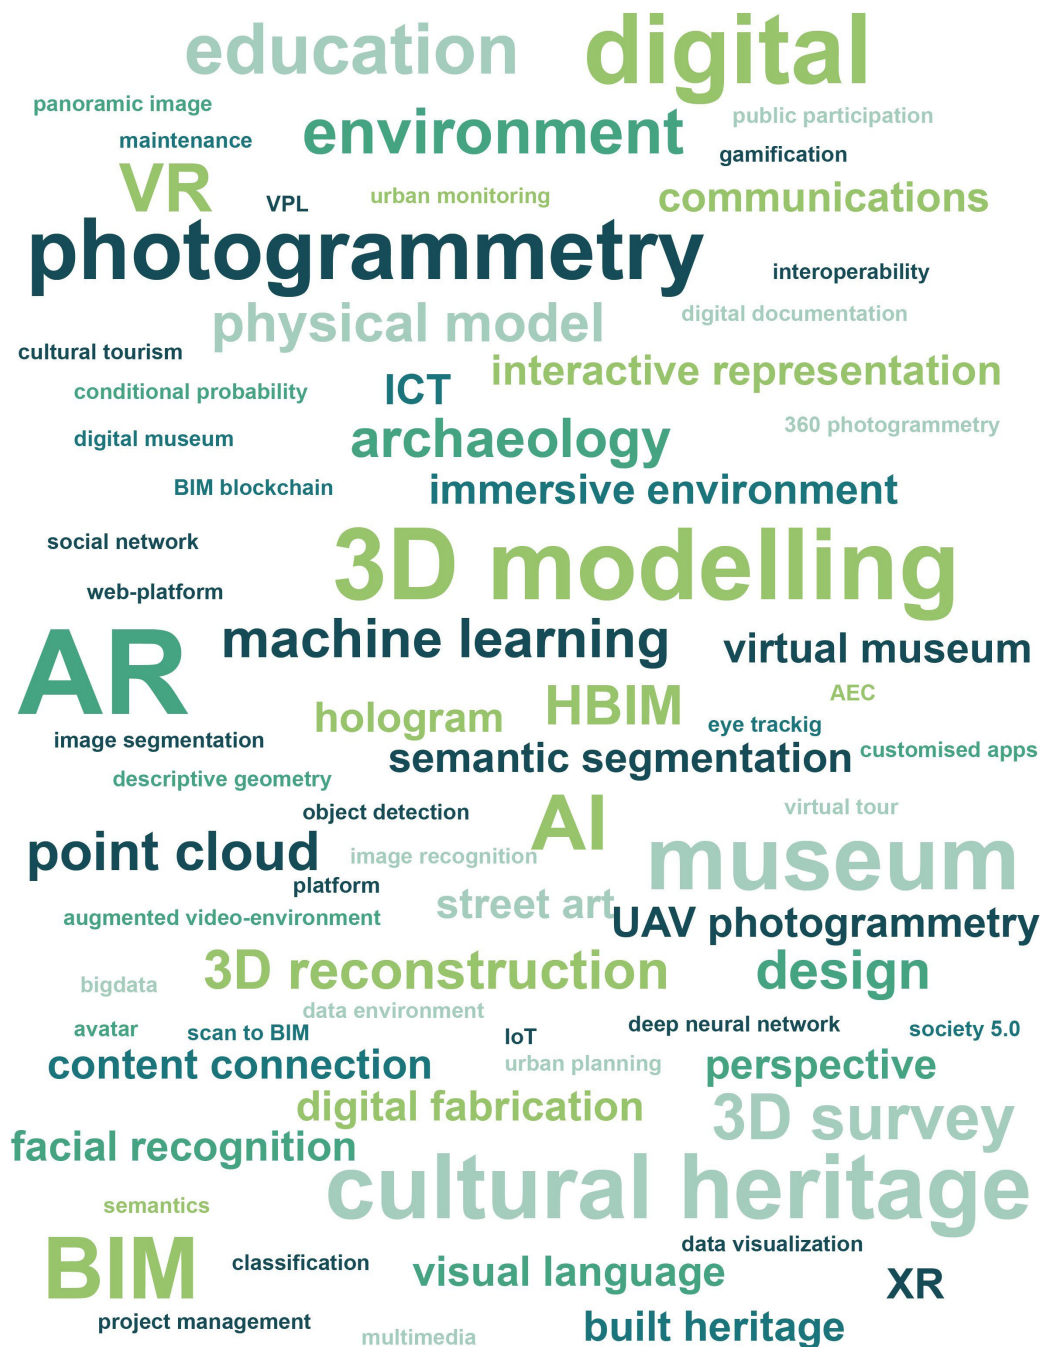 education
digital
panoramic image
environment
public participation
maintenance
gamification
VR
VPL
urban monitoring
communications
photogrammetry
interoperability
physical model
digital documentation
cultural tourism
interactive representation
conditional probability
ICT
360 photogrammetry
digital museum
archaeology
BIM blockchain
immersive environment
social network
3D modelling
web-platform
AR
machine learning
virtual museum
hologram
HBIM
AEC
eye trackig
image segmentation
semantic segmentation
customised apps
descriptive geometry
object detection
AI
virtual tour
point cloud
image recognition
museum
platform
street art
augmented video-environment
UAV photogrammetry
3D reconstruction
design
bigdata
data environment
avatar
scan to BIM
IoT
deep neural network
society 5.0
content connection
urban planning
perspective
digital fabrication
3D survey
facial recognition
cultural heritage
semantics
data visualization
BIM
classification
visual language
XR
project management
multimedia
built heritage